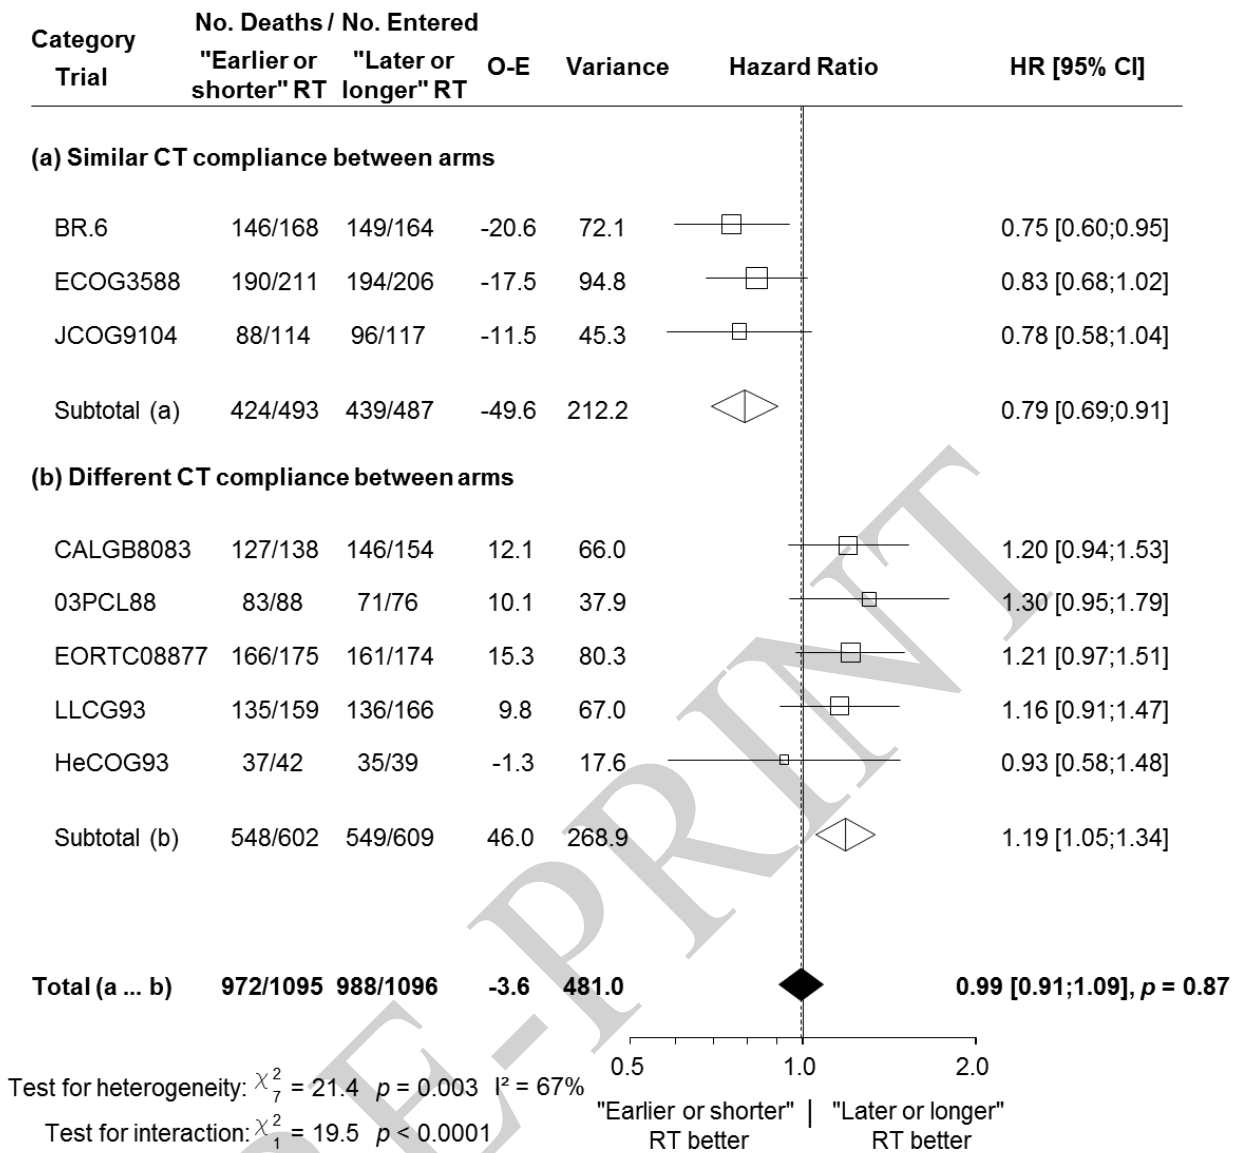 Category Trial No. Deaths / No. Entered "Earlier or shorter" RT "Later or longer" RT O-E Variance Hazard Ratio HR [95% CI]
(a) Similar CT compliance between arms
BR.6 146/168 149/164 -20.6 72.1 0.75 [0.60;0.95]
ECOG3588 190/211 194/206 -17.5 94.8 0.83 [0.68;1.02]
JCOG9104 88/114 96/117 -11.5 45.3 0.78 [0.58;1.04]
Subtotal (a) 424/493 439/487 -49.6 212.2 0.79 [0.69;0.91]
(b) Different CT compliance between arms
CALGB8083 127/138 146/154 12.1 66.0 1.20 [0.94;1.53]
03PCL88 83/88 71/76 10.1 37.9 1.30 [0.95;1.79]
EORTC08877 166/175 161/174 15.3 80.3 1.21 [0.97;1.51]
LLCG93 135/159 136/166 9.8 67.0 1.16 [0.91;1.47]
HeCOG93 37/42 35/39 -1.3 17.6 0.93 [0.58;1.48]
Subtotal (b) 548/602 549/609 46.0 268.9 1.19 [1.05;1.34]
Total (a ... b) 972/1095 988/1096 -3.6 481.0 0.99 [0.91;1.09], p = 0.87
0.5 1.0 2.0
Test for heterogeneity: χ²₇ = 21.4 p = 0.003 I² = 67%
Test for interaction: χ²₁ = 19.5 p < 0.0001
"Earlier or shorter" | "Later or longer"
RT better RT better
E-PRINT